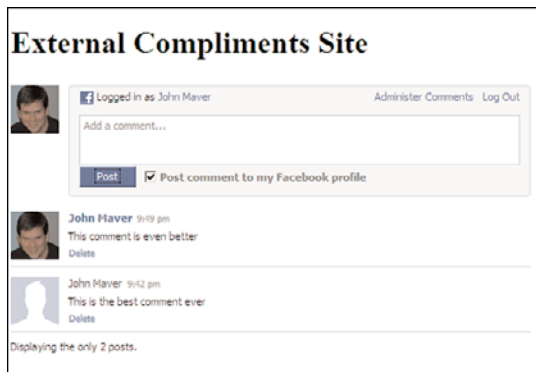 External Compliments Site
Logged in as John Maver Administer Comments Log Out
Add a comment...
Post Post comment to my Facebook profile
John Maver 9:49 pm
This comment is even better
Delete
John Maver 9:42 pm
This is the best comment ever
Delete
Displaying the only 2 posts.